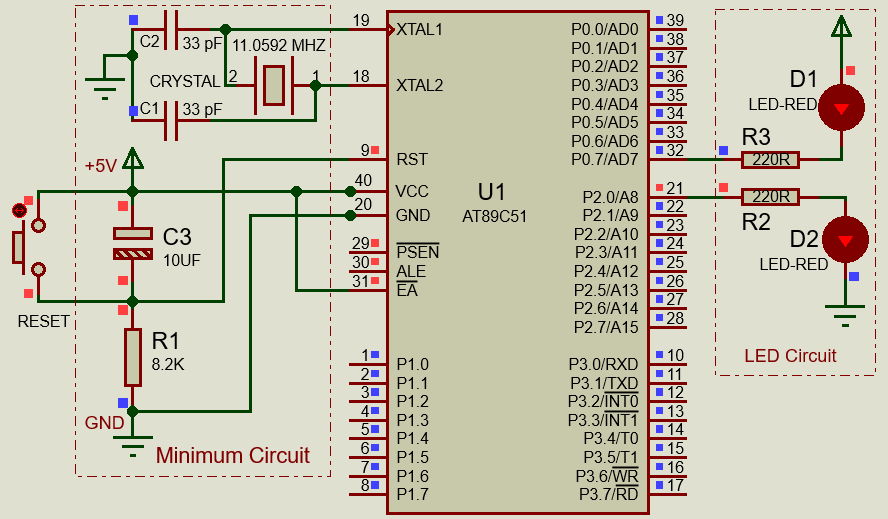 C2
33 pF
11.0592 MHZ
CRYSTAL
2
1
C1
33 pF
+5V
C3
10UF
RESET
R1
8.2K
GND
Minimum Circuit
U1
AT89C51
19 XTAL1
18 XTAL2
9 RST
40 VCC
20 GND
29 PSEN
30 ALE
31 EA
1 P1.0
2 P1.1
3 P1.2
4 P1.3
5 P1.4
6 P1.5
7 P1.6
8 P1.7
P0.0/AD0 39
P0.1/AD1 38
P0.2/AD2 37
P0.3/AD3 36
P0.4/AD4 35
P0.5/AD5 34
P0.6/AD6 33
P0.7/AD7 32
P2.0/A8 21
P2.1/A9 22
P2.2/A10 23
P2.3/A11 24
P2.4/A12 25
P2.5/A13 26
P2.6/A14 27
P2.7/A15 28
P3.0/RXD 10
P3.1/TXD 11
P3.2/INT0 12
P3.3/INT1 13
P3.4/T0 14
P3.5/T1 15
P3.6/WR 16
P3.7/RD 17
D1
LED-RED
R3
220R
220R
R2
D2
LED-RED
LED Circuit